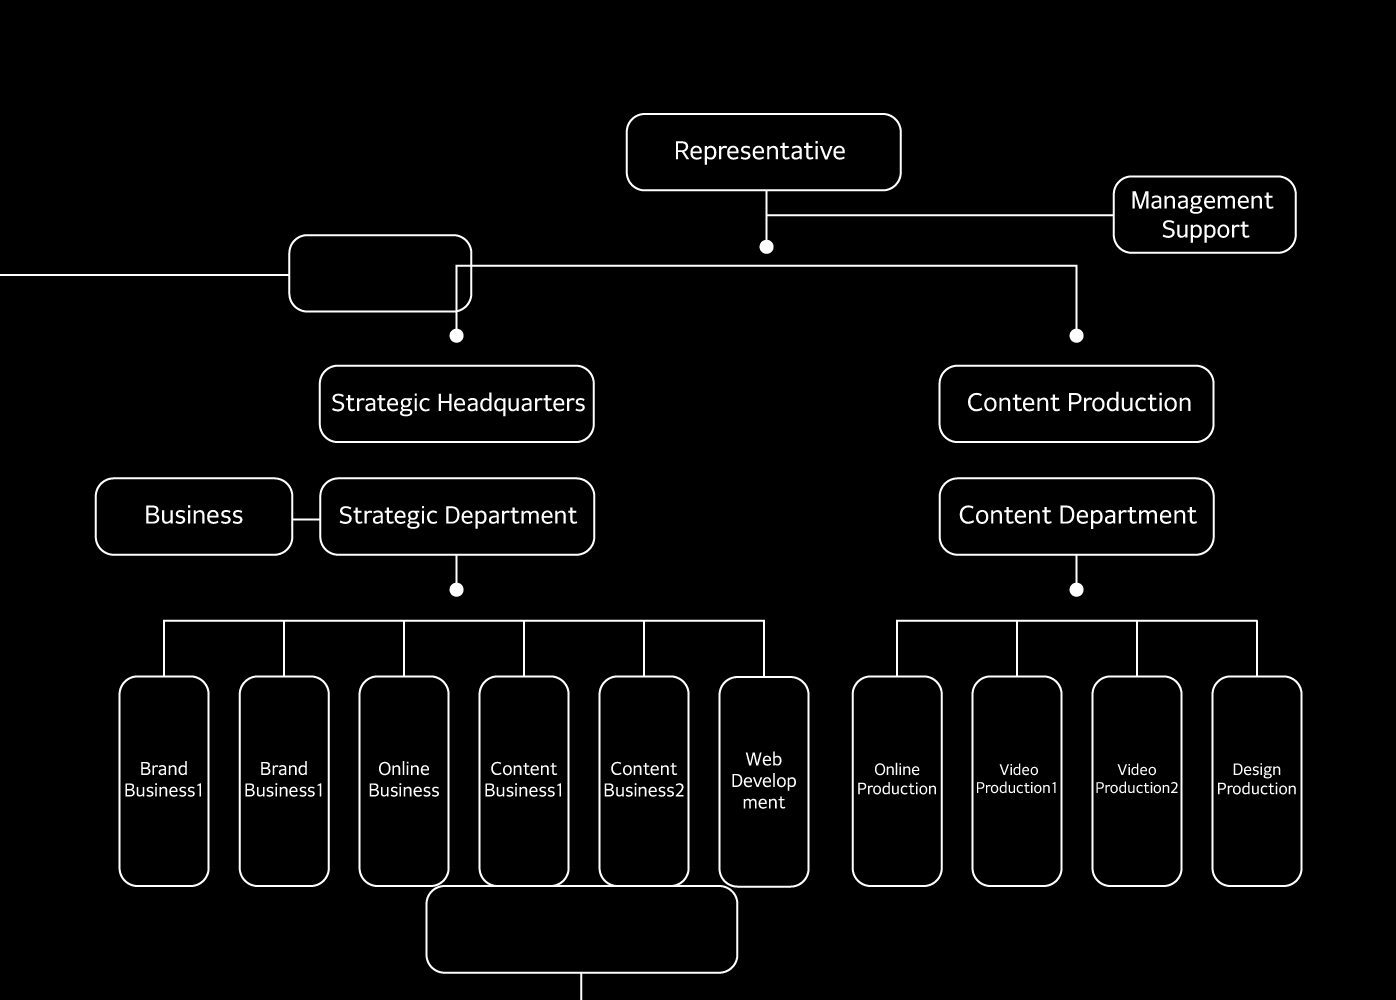 Representative
Management
Support
Strategic Headquarters
Content Production
Business
Strategic Department
Content Department
Brand
Business1
Brand
Business1
Online
Business
Content
Business1
Content
Business2
Web
Develop
ment
Online
Production
Video
Production1
Video
Production2
Design
Production